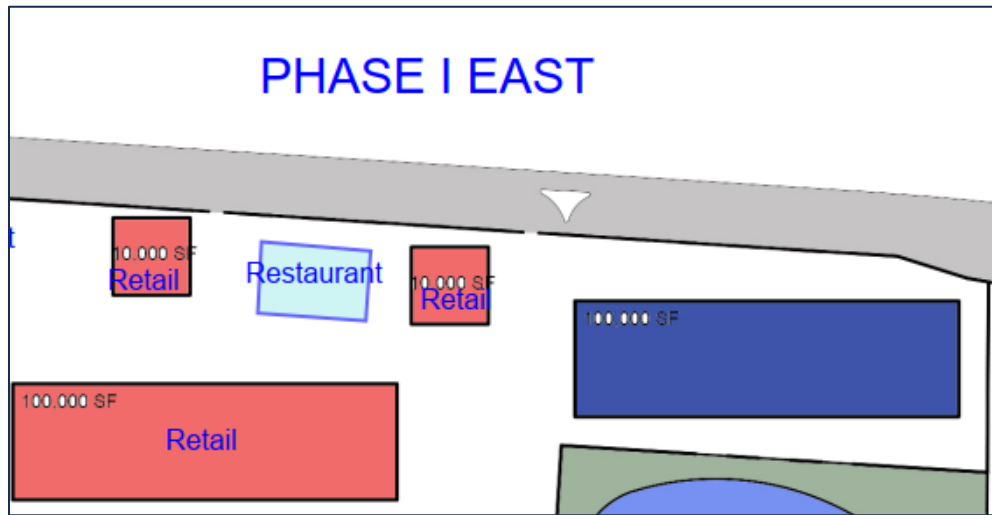 PHASE I EAST
t
10.000 SF
Retail
Restaurant
10.000 SF
Retail
100.000 SF
100.000 SF
Retail